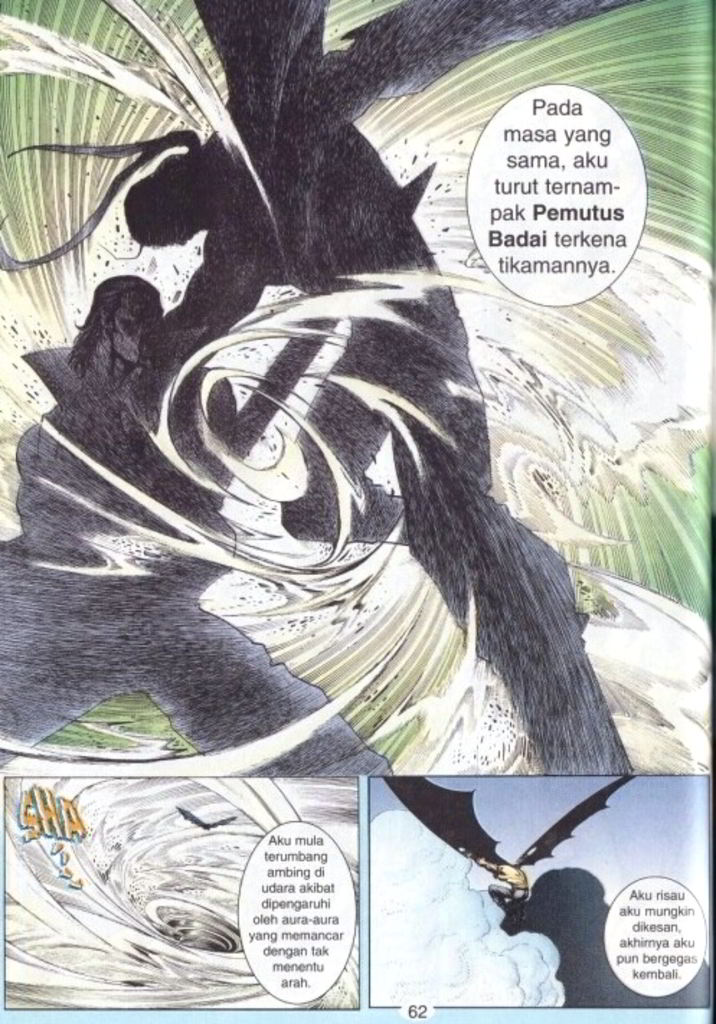 Pada
masa yang
sama, aku
turut ternam-
pak Pemutus
Badai terkena
tikamannya.
SHA
Aku mula
terumbang
ambing di
udara akibat
dipengaruhi
oleh aura-aura
yang memancar
dengan tak
menentu
arah.
Aku risau
aku mungkin
dikesan,
akhirnya aku
pun bergegas
kembali.
62